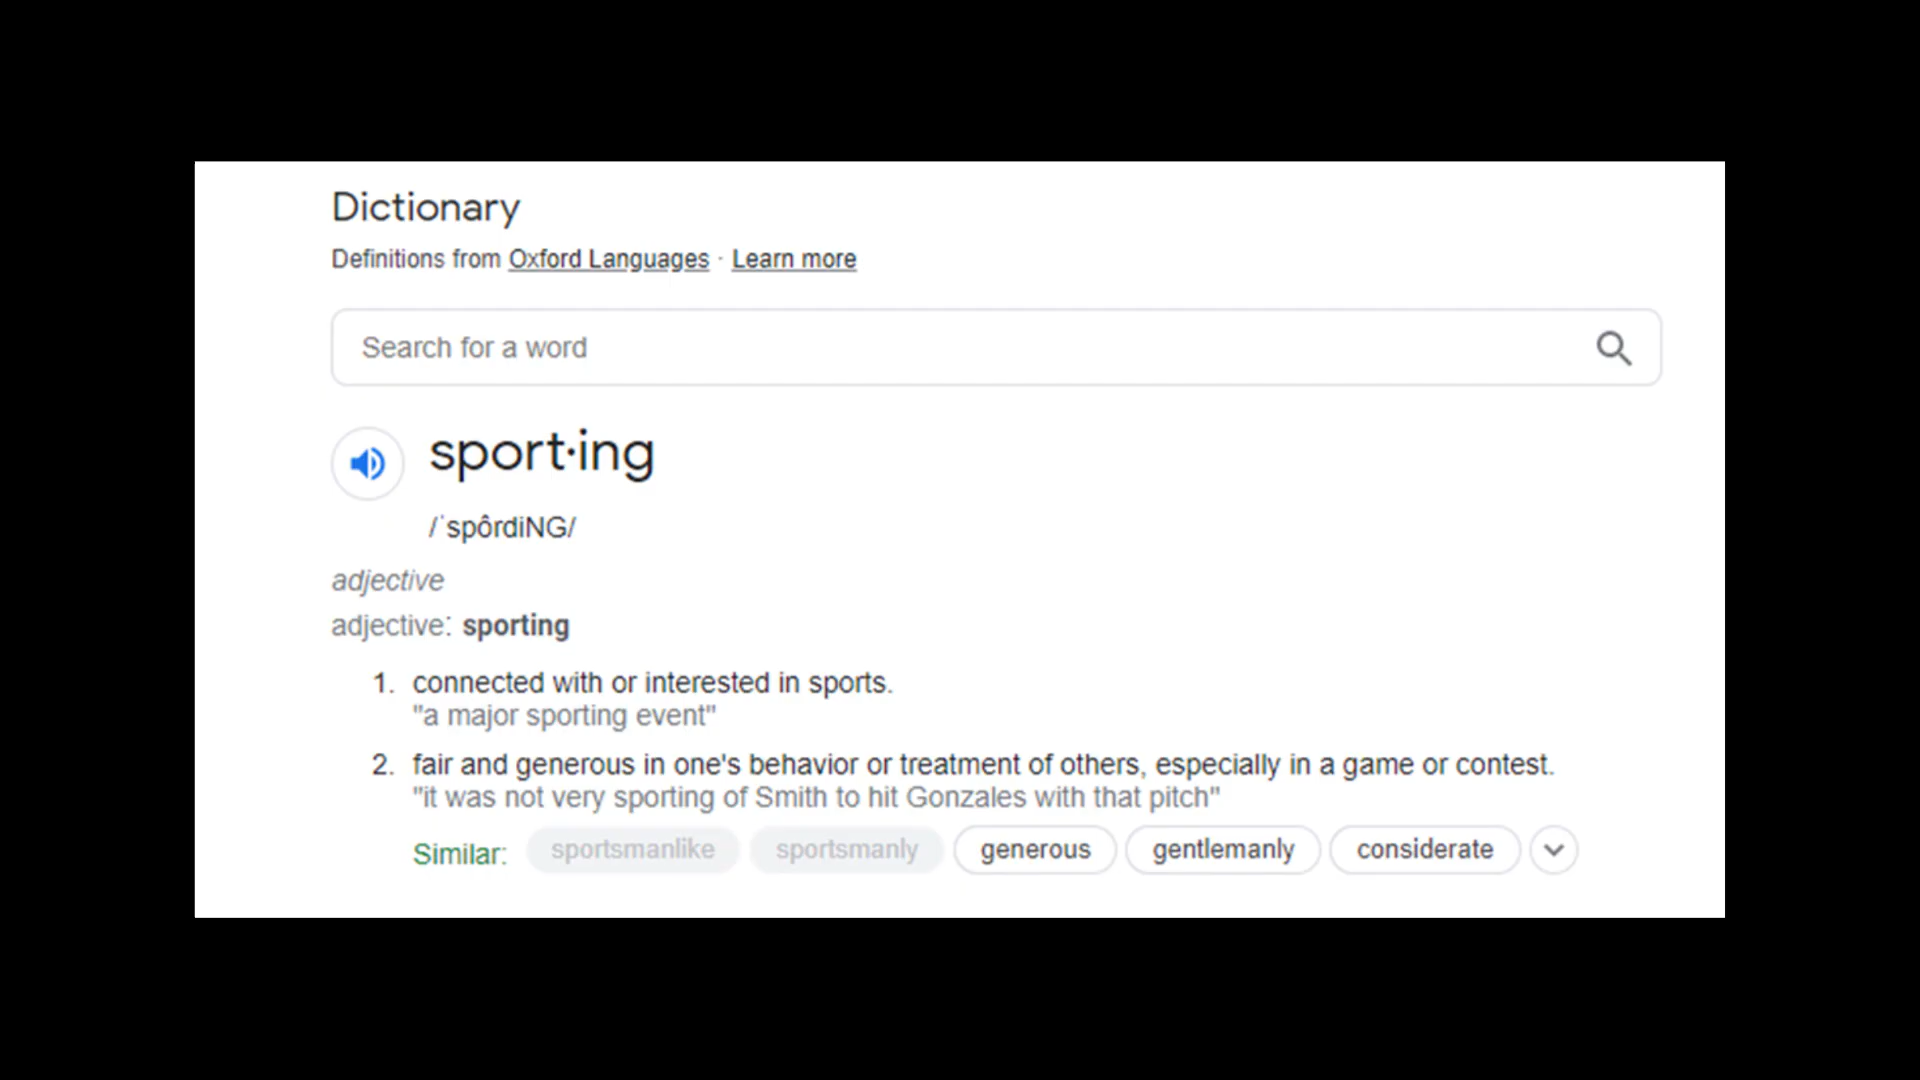 Dictionary
Definitions from Oxford Languages · Learn more
Search for a word
sport·ing
/ˈspôrdiNG/
adjective
adjective: sporting
1. connected with or interested in sports.
"a major sporting event"
2. fair and generous in one's behavior or treatment of others, especially in a game or contest.
"it was not very sporting of Smith to hit Gonzales with that pitch"
Similar: sportsmanlike sportsmanly generous gentlemanly considerate